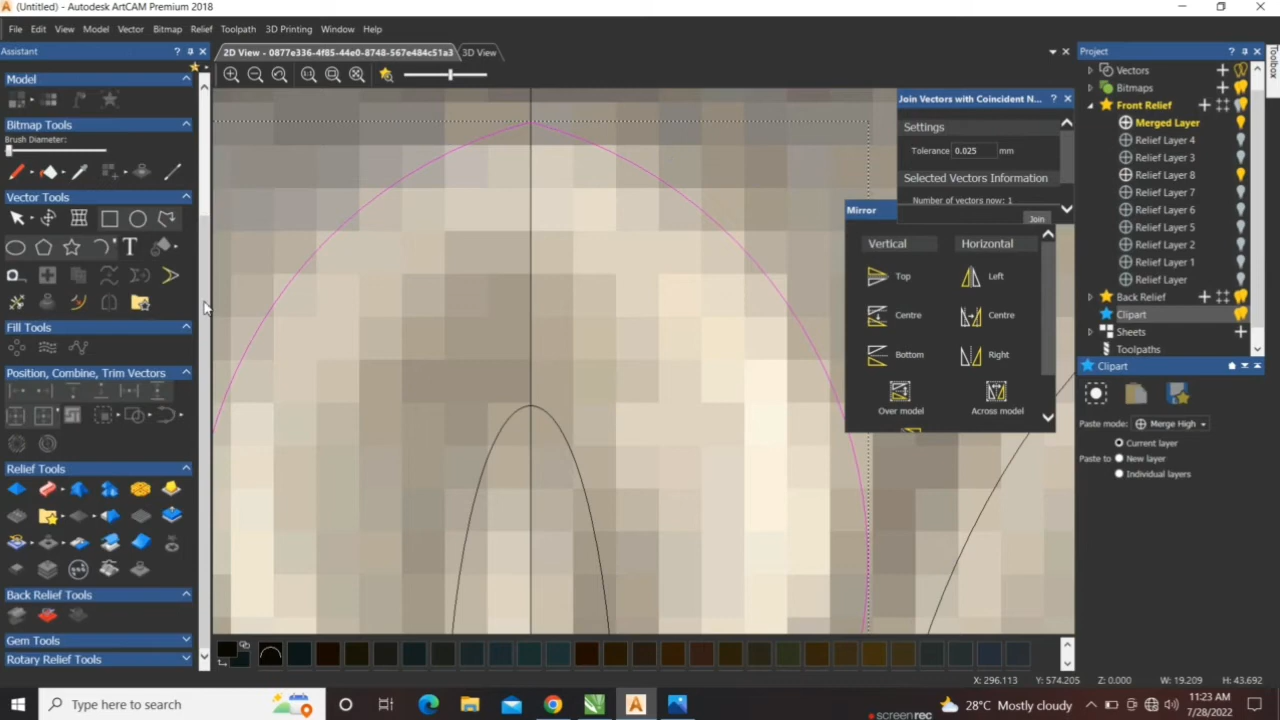 (Untitled) - Autodesk ArtCAM Premium 2018
File Edit View Model Vector Bitmap Relief Toolpath 3D Printing Window Help
Assistant ?
Model
Bitmap Tools
Brush Diameter:
Vector Tools
Fill Tools
Position, Combine, Trim Vectors
Relief Tools
Back Relief Tools
Gem Tools
Rotary Relief Tools
2D View - 0877e336-4f85-44e0-8748-567e484c51a3 3D View
Join Vectors with Coincident N... ?
Settings
Tolerance 0.025 mm
Selected Vectors Information
Number of vectors now: 1
Join
Mirror
Vertical Horizontal
Top Left
Centre Centre
Bottom Right
Over model Across model
Project ?
Toolbox
Vectors
Bitmaps
Front Relief
Merged Layer
Relief Layer 4
Relief Layer 3
Relief Layer 8
Relief Layer 7
Relief Layer 6
Relief Layer 5
Relief Layer 2
Relief Layer 1
Relief Layer
Back Relief
Clipart
Sheets
Toolpaths
Clipart
Paste mode: Merge High
Current layer
Paste to New layer
Individual layers
X: 296.113 Y: 574.205 Z: 0.000 W: 19.209 H: 43.692
Type here to search
28°C Mostly cloudy
11:23 AM
7/28/2022
screenrec